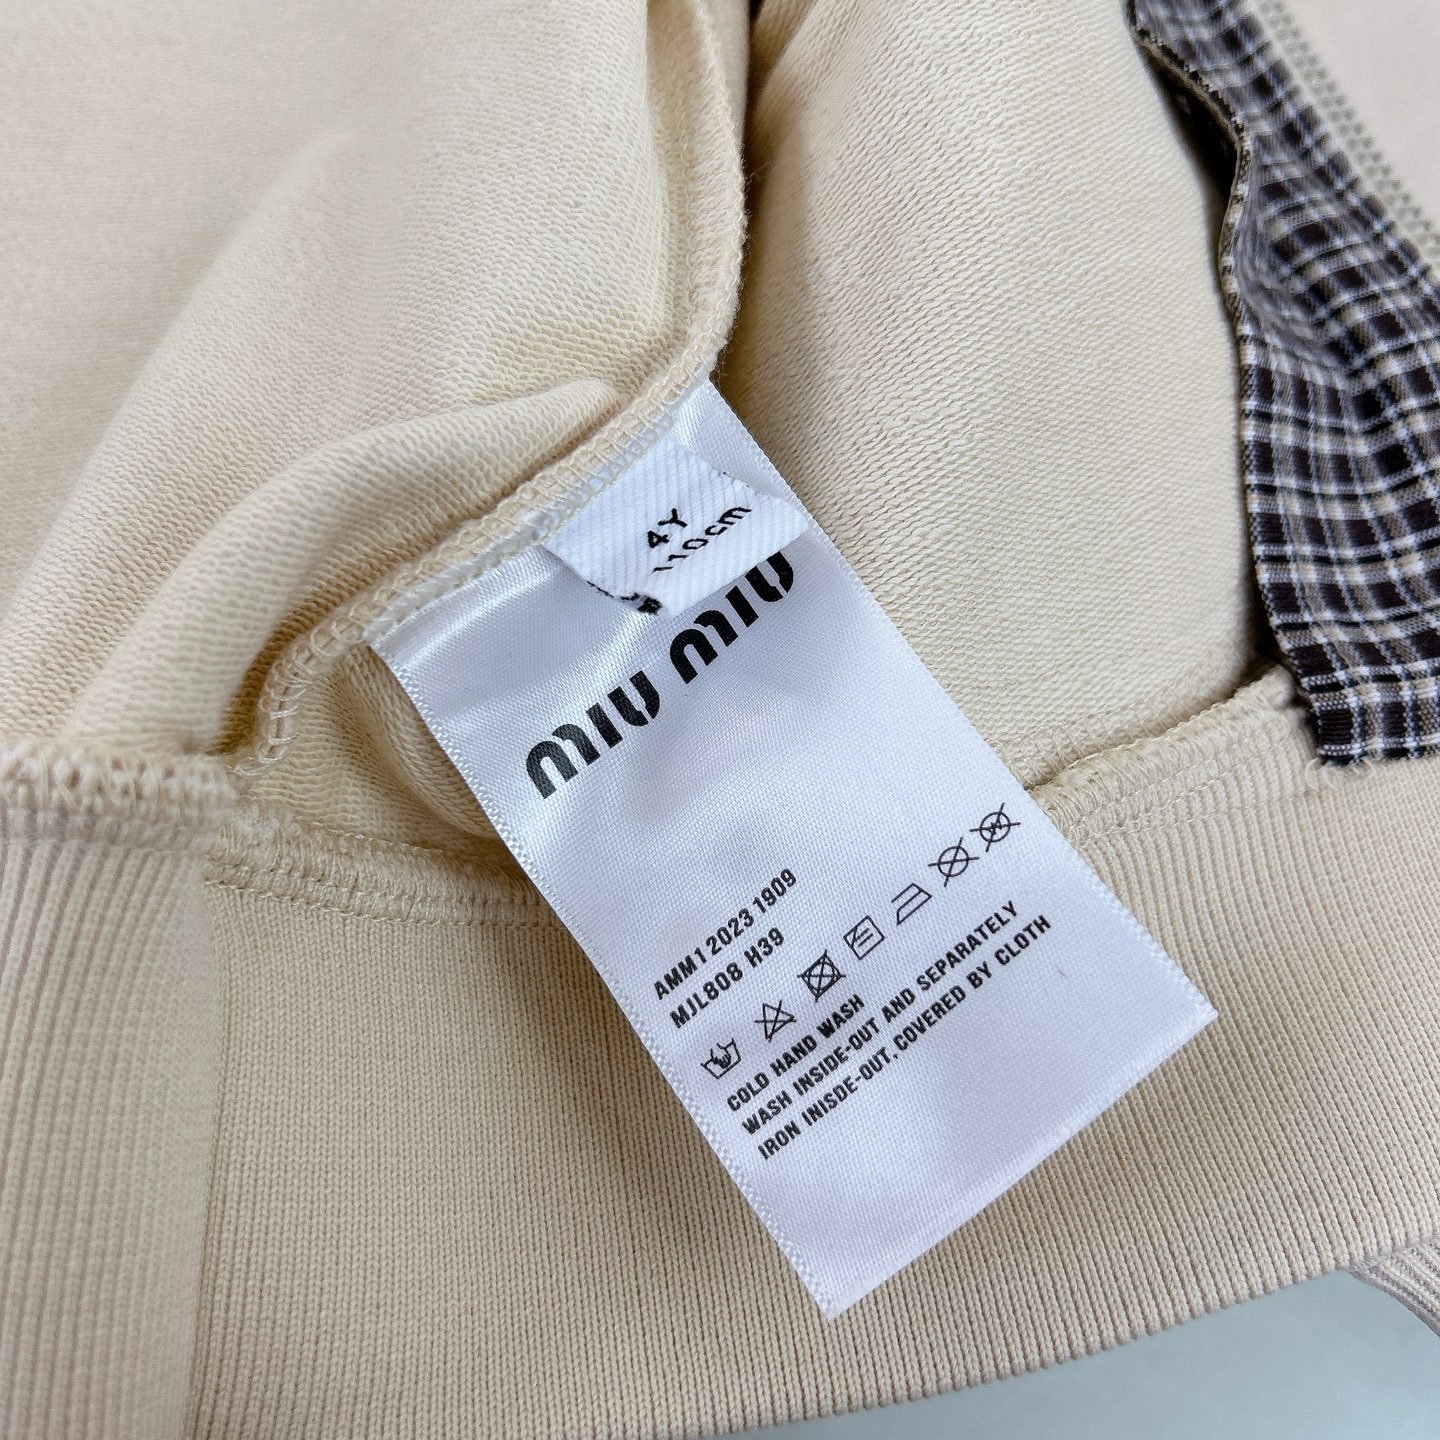 4Y
110cm
miu miu
AMM1 2023 1909
MJL808 H39
COLD HAND WASH
WASH INSIDE-OUT AND SEPARATELY
IRON INISDE-OUT, COVERED BY CLOTH